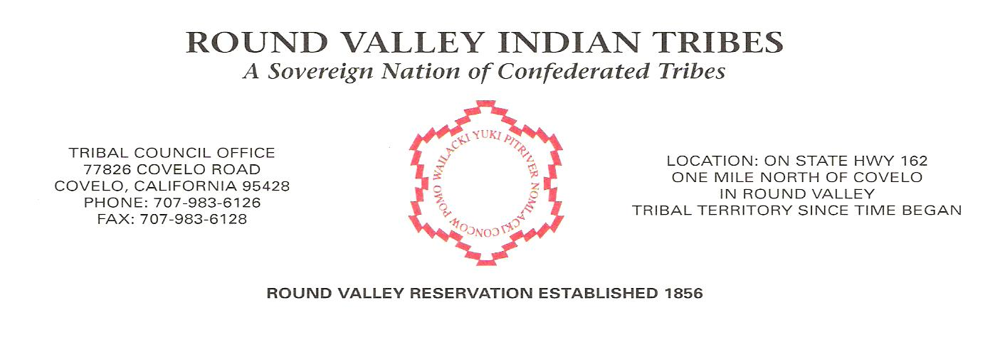 ROUND VALLEY INDIAN TRIBES
A Sovereign Nation of Confederated Tribes
TRIBAL COUNCIL OFFICE
77826 COVELO ROAD
COVELO, CALIFORNIA 95428
PHONE: 707-983-6126
FAX: 707-983-6128
WAILACKI YUKI PITRIVER NOMLACKI CONCOW POMO
LOCATION: ON STATE HWY 162
ONE MILE NORTH OF COVELO
IN ROUND VALLEY
TRIBAL TERRITORY SINCE TIME BEGAN
ROUND VALLEY RESERVATION ESTABLISHED 1856